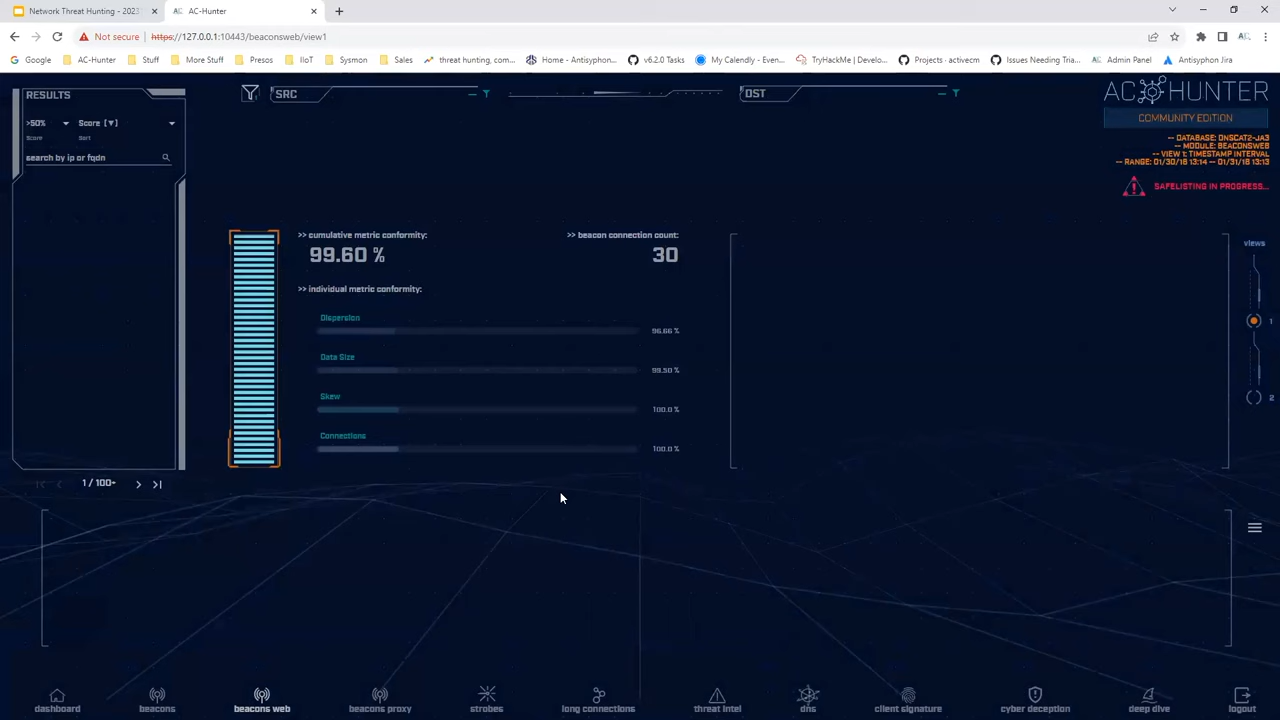 Network Threat Hunting - 2023
AC-Hunter
Not secure
https://127.0.0.1:10443/beaconsweb/view1
Google
AC-Hunter
Stuff
More Stuff
Presos
IIoT
Sysmon
Sales
threat hunting, com...
Home - Antisyphon...
v6.2.0 Tasks
My Calendly - Even...
TryHackMe | Develo...
Projects · activecm
Issues Needing Tria...
Admin Panel
Antisyphon Jira
RESULTS
SRC
DST
AC HUNTER
COMMUNITY EDITION
>50%
Score [▼]
Score
Sort
search by ip or fqdn
-- DATABASE: DNSCAT2-JA3
-- MODULE: BEACONSWEB
-- VIEW 1: TIMESTAMP INTERVAL
-- RANGE: 01/30/18 13:14 -- 01/31/18 13:13
SAFELISTING IN PROGRESS...
>> cumulative metric conformity:
99.60 %
>> beacon connection count:
30
views
>> individual metric conformity:
Dispersion
96.66 %
1
Data Size
99.50 %
Skew
100.0 %
2
Connections
100.0 %
1 / 100+
dashboard
beacons
beacons web
beacons proxy
strobes
long connections
threat intel
dns
client signature
cyber deception
deep dive
logout